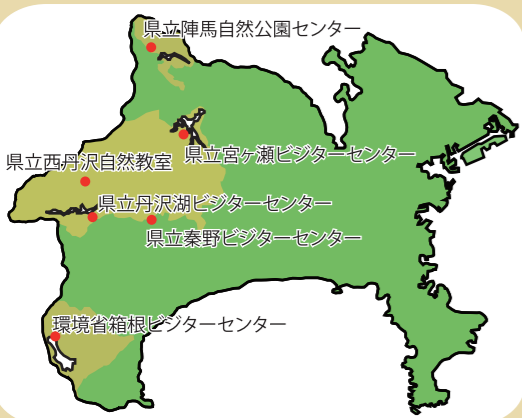 県立陣馬自然公園センター
県立宮ヶ瀬ビジターセンター
県立西丹沢自然教室
県立丹沢湖ビジターセンター
県立秦野ビジターセンター
環境省箱根ビジターセンター